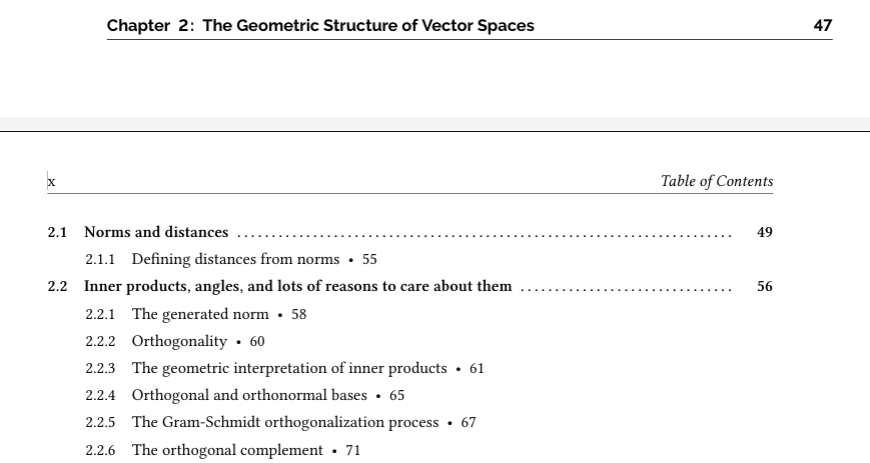 Chapter 2: The Geometric Structure of Vector Spaces 47
x Table of Contents
2.1 Norms and distances ........................................................................ 49
2.1.1 Defining distances from norms • 55
2.2 Inner products, angles, and lots of reasons to care about them ............................... 56
2.2.1 The generated norm • 58
2.2.2 Orthogonality • 60
2.2.3 The geometric interpretation of inner products • 61
2.2.4 Orthogonal and orthonormal bases • 65
2.2.5 The Gram-Schmidt orthogonalization process • 67
2.2.6 The orthogonal complement • 71